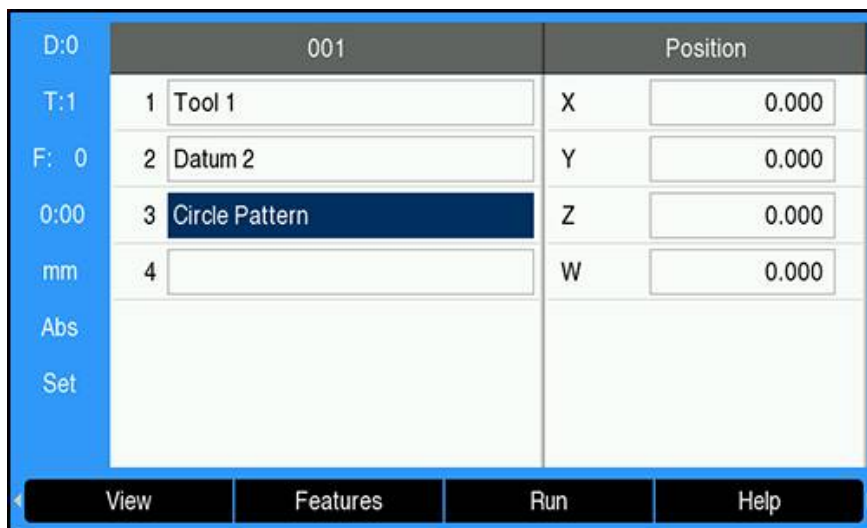 D:0
001
Position
T:1
1 Tool 1
X 0.000
F: 0
2 Datum 2
Y 0.000
0:00
3 Circle Pattern
Z 0.000
mm
4
W 0.000
Abs
Set
View
Features
Run
Help